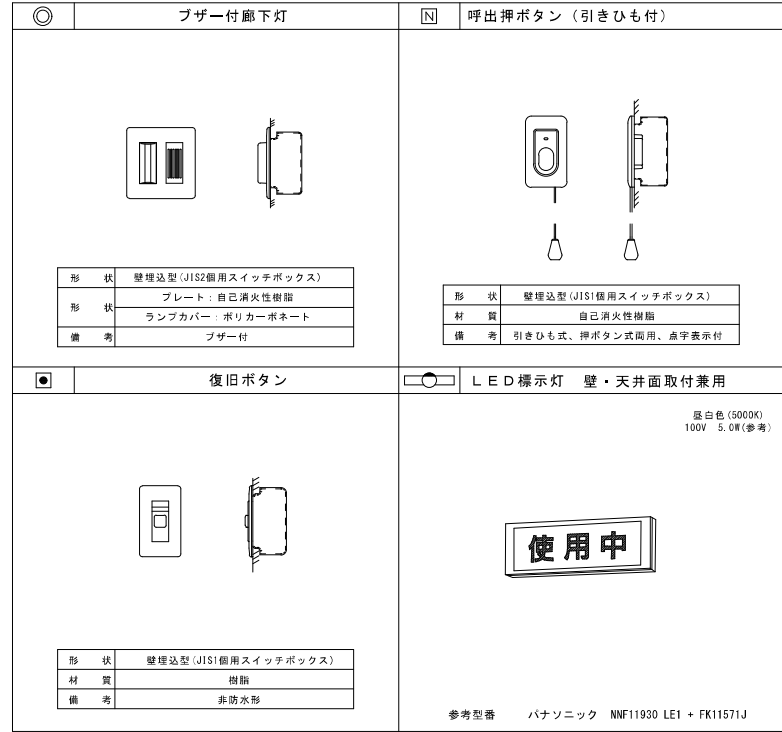 ブザー付廊下灯
形 状 壁埋込型(JIS2個用スイッチボックス)
形 状 プレート：自己消火性樹脂
ランプカバー：ポリカーボネート
備 考 ブザー付
N 呼出押ボタン（引きひも付）
形 状 壁埋込型(JIS1個用スイッチボックス)
材 質 自己消火性樹脂
備 考 引きひも式、押ボタン式両用、点字表示付
復旧ボタン
形 状 壁埋込型(JIS1個用スイッチボックス)
材 質 樹脂
備 考 非防水形
ＬＥＤ標示灯 壁・天井面取付兼用
昼白色(5000K)
100V 5.0W(参考)
使用中
参考型番 パナソニック NNF11930 LE1 + FK11571J